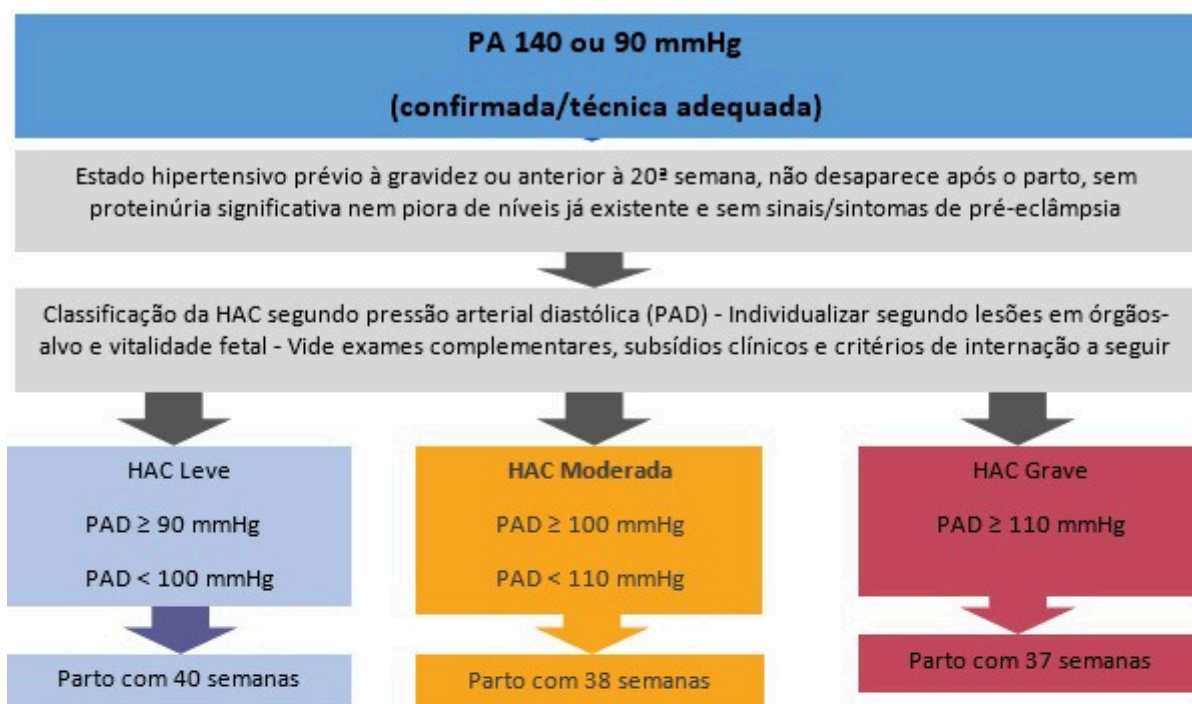 PA 140 ou 90 mmHg
(confirmada/técnica adequada)
Estado hipertensivo prévio à gravidez ou anterior à 20ª semana, não desaparece após o parto, sem
proteinúria significativa nem piora de níveis já existente e sem sinais/sintomas de pré-eclâmpsia
Classificação da HAC segundo pressão arterial diastólica (PAD) - Individualizar segundo lesões em órgãos-
alvo e vitalidade fetal - Vide exames complementares, subsídios clínicos e critérios de internação a seguir
HAC Leve
PAD ≥ 90 mmHg
PAD < 100 mmHg
Parto com 40 semanas
HAC Moderada
PAD ≥ 100 mmHg
PAD < 110 mmHg
Parto com 38 semanas
HAC Grave
PAD ≥ 110 mmHg
Parto com 37 semanas